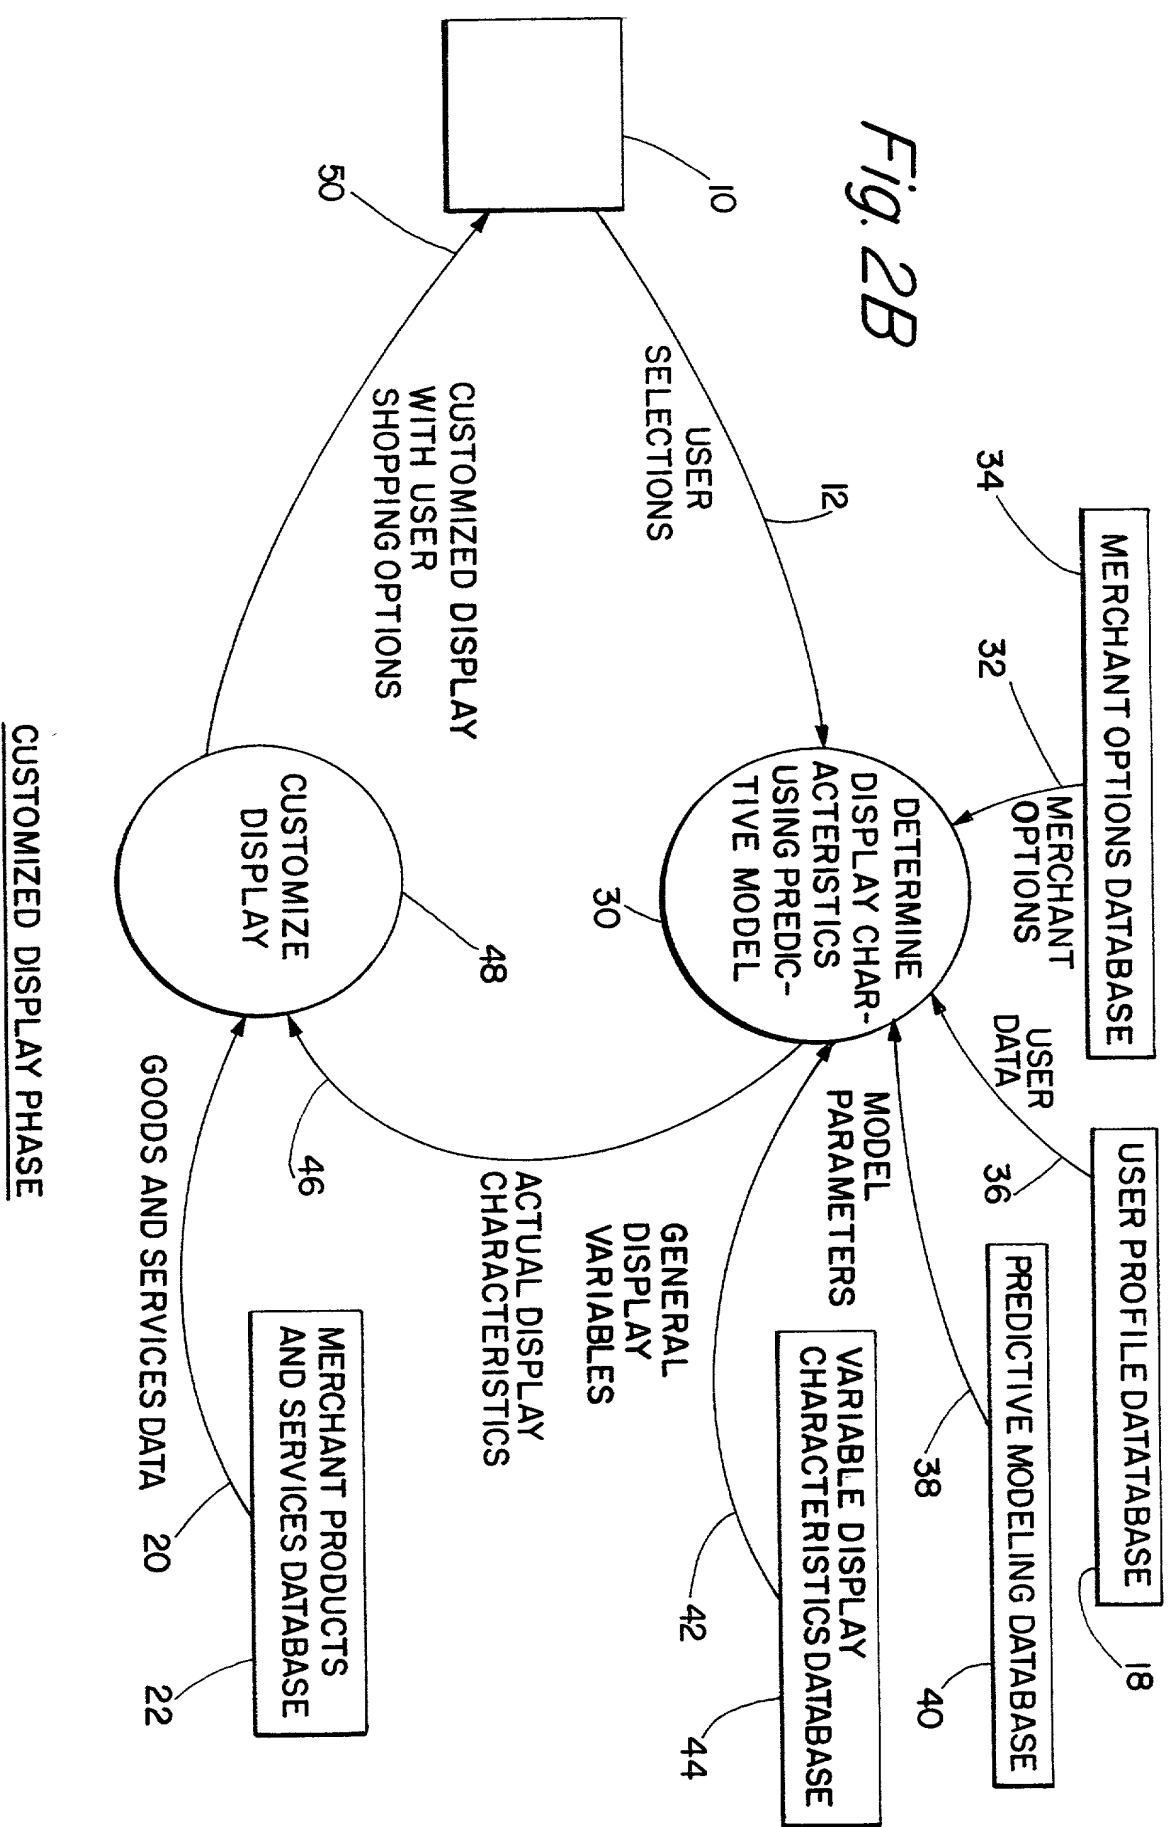 Fig. 2B
34
MERCHANT OPTIONS DATABASE
32
MERCHANT
OPTIONS
USER PROFILE DATATABASE
18
USER
DATA
36
PREDICTIVE MODELING DATABASE
40
38
MODEL
PARAMETERS
10
12
USER
SELECTIONS
DETERMINE
DISPLAY CHAR-
ACTERISTICS
USING PREDIC-
TIVE MODEL
30
VARIABLE DISPLAY
CHARACTERISTICS DATABASE
44
42
GENERAL
DISPLAY
VARIABLES
ACTUAL DISPLAY
CHARACTERISTICS
46
50
CUSTOMIZED DISPLAY
WITH USER
SHOPPING OPTIONS
CUSTOMIZE
DISPLAY
48
MERCHANT PRODUCTS
AND SERVICES DATABASE
22
20
GOODS AND SERVICES DATA
CUSTOMIZED DISPLAY PHASE